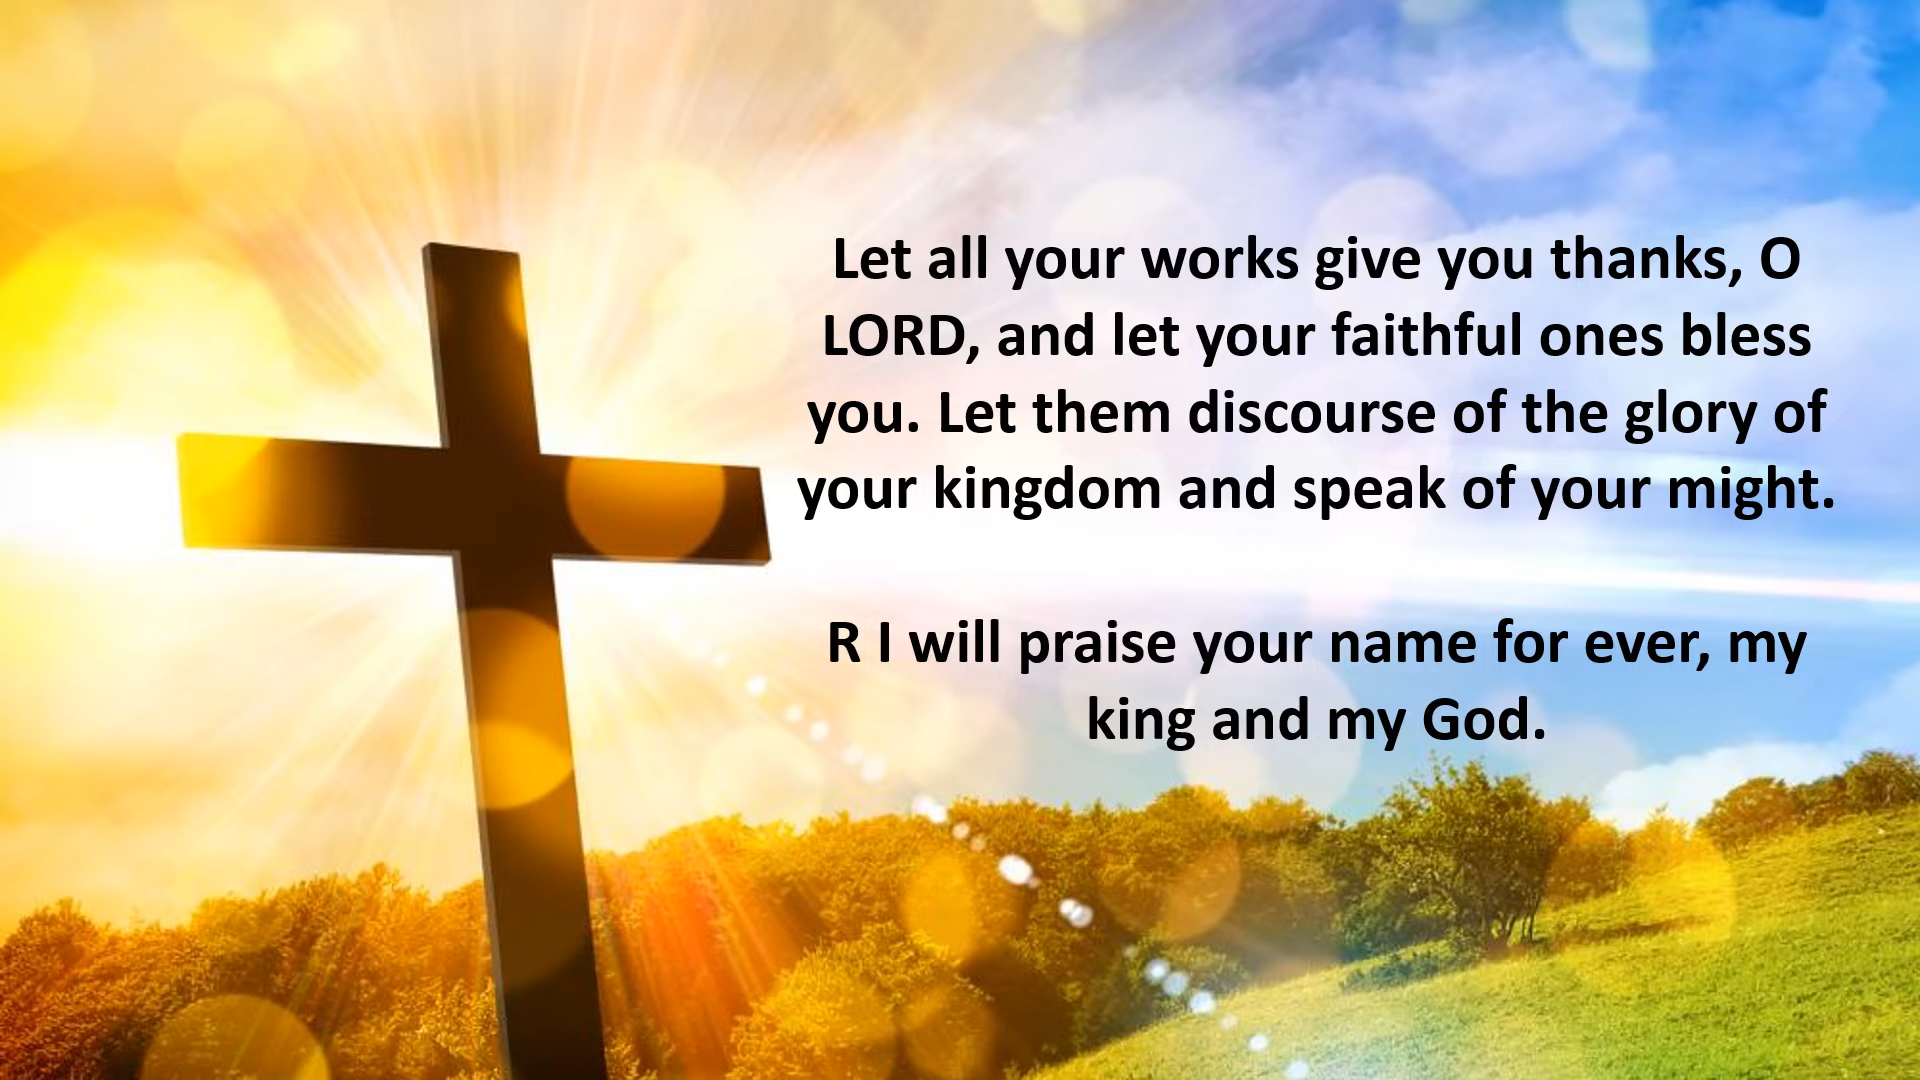 Let all your works give you thanks, O
LORD, and let your faithful ones bless
you. Let them discourse of the glory of
your kingdom and speak of your might.
R I will praise your name for ever, my
king and my God.